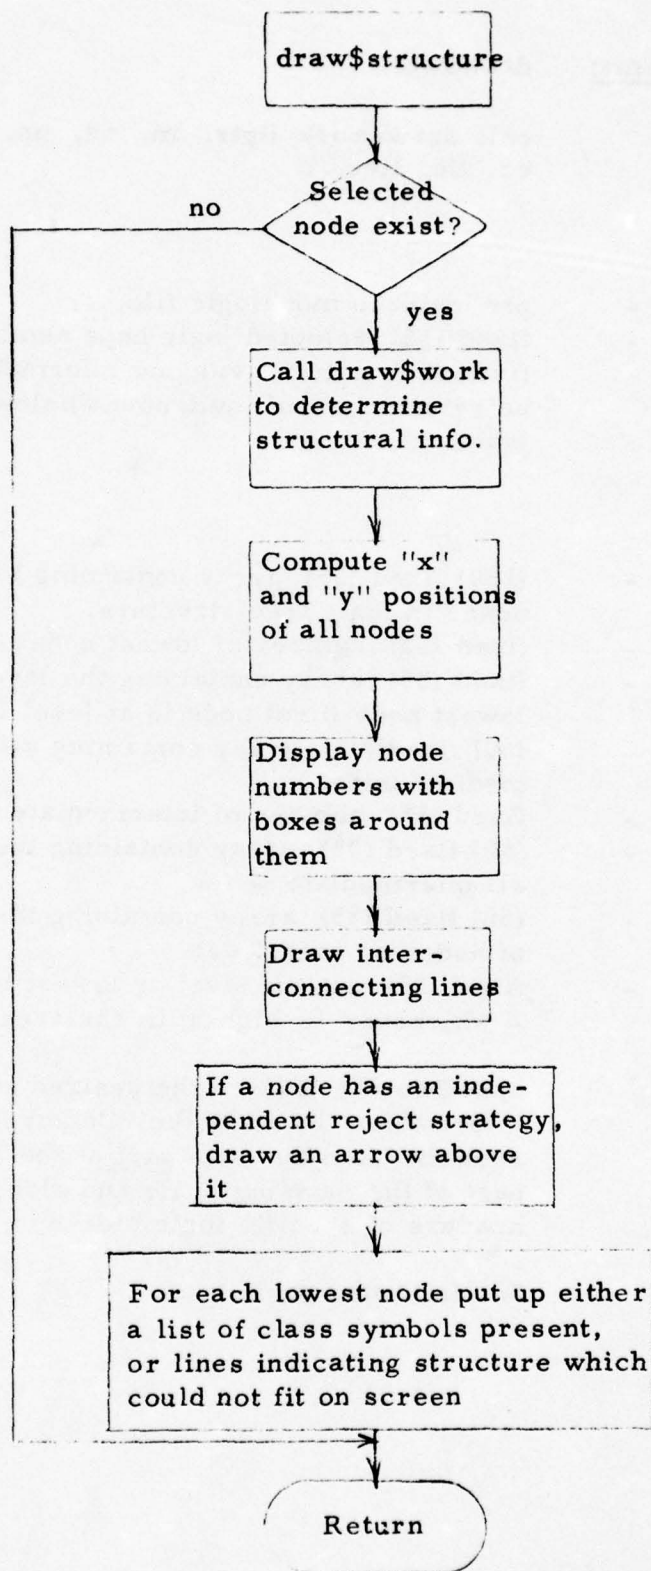 draw$structure
Selected
node exist?
no
yes
Call draw$work
to determine
structural info.
Compute "x"
and "y" positions
of all nodes
Display node
numbers with
boxes around
them
Draw inter-
connecting lines
If a node has an inde-
pendent reject strategy,
draw an arrow above
it
For each lowest node put up either
a list of class symbols present,
or lines indicating structure which
could not fit on screen
Return